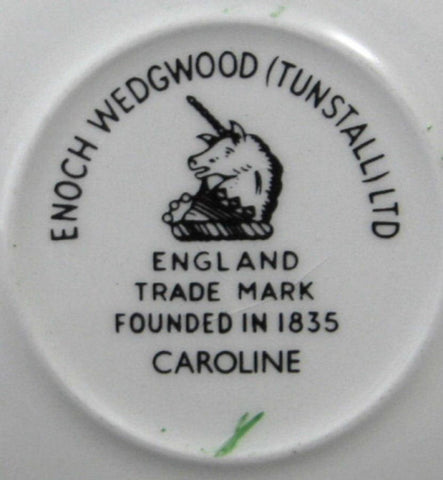 ENOCH WEDGWOOD (TUNSTALL) LTD
ENGLAND
TRADE MARK
FOUNDED IN 1835
CAROLINE